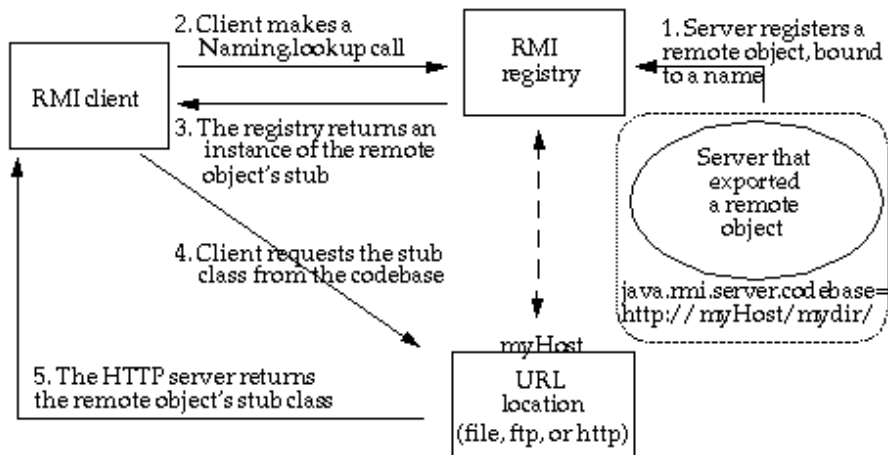 2. Client makes a
Naming.lookup call
RMI
registry
1. Server registers a
remote object, bound
to a name
RMI client
3. The registry returns an
instance of the remote
object's stub
Server that
exported
a remote
object
4. Client requests the stub
class from the codebase
java.rmi.server.codebase=
http://myHost/mydir/
myHost
5. The HTTP server returns
the remote object's stub class
URL
location
(file, ftp, or http)